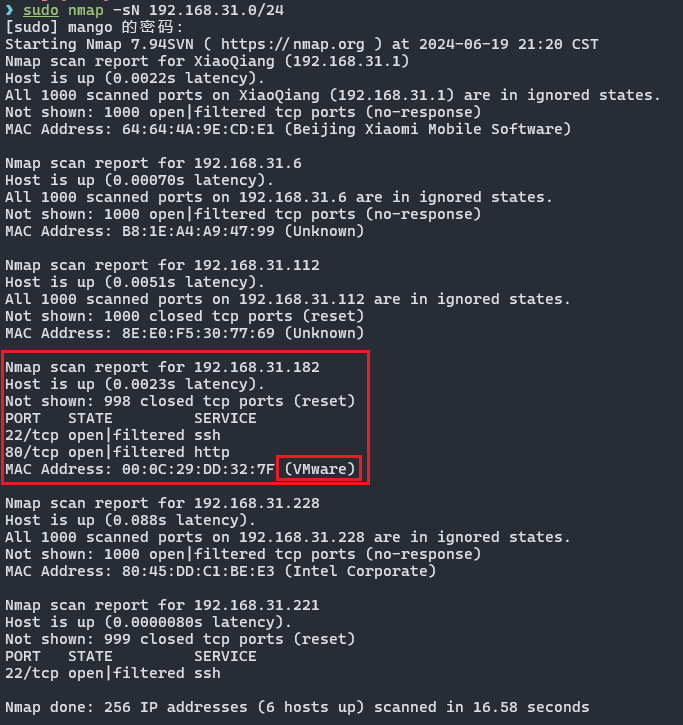 ❯ sudo nmap -sN 192.168.31.0/24
[sudo] mango 的密码:
Starting Nmap 7.94SVN ( https://nmap.org ) at 2024-06-19 21:20 CST
Nmap scan report for XiaoQiang (192.168.31.1)
Host is up (0.0022s latency).
All 1000 scanned ports on XiaoQiang (192.168.31.1) are in ignored states.
Not shown: 1000 open|filtered tcp ports (no-response)
MAC Address: 64:64:4A:9E:CD:E1 (Beijing Xiaomi Mobile Software)

Nmap scan report for 192.168.31.6
Host is up (0.00070s latency).
All 1000 scanned ports on 192.168.31.6 are in ignored states.
Not shown: 1000 open|filtered tcp ports (no-response)
MAC Address: B8:1E:A4:A9:47:99 (Unknown)

Nmap scan report for 192.168.31.112
Host is up (0.0051s latency).
All 1000 scanned ports on 192.168.31.112 are in ignored states.
Not shown: 1000 closed tcp ports (reset)
MAC Address: 8E:E0:F5:30:77:69 (Unknown)

Nmap scan report for 192.168.31.182
Host is up (0.0023s latency).
Not shown: 998 closed tcp ports (reset)
PORT   STATE         SERVICE
22/tcp open|filtered ssh
80/tcp open|filtered http
MAC Address: 00:0C:29:DD:32:7F (VMware)

Nmap scan report for 192.168.31.228
Host is up (0.088s latency).
All 1000 scanned ports on 192.168.31.228 are in ignored states.
Not shown: 1000 open|filtered tcp ports (no-response)
MAC Address: 80:45:DD:C1:BE:E3 (Intel Corporate)

Nmap scan report for 192.168.31.221
Host is up (0.0000080s latency).
Not shown: 999 closed tcp ports (reset)
PORT   STATE         SERVICE
22/tcp open|filtered ssh

Nmap done: 256 IP addresses (6 hosts up) scanned in 16.58 seconds